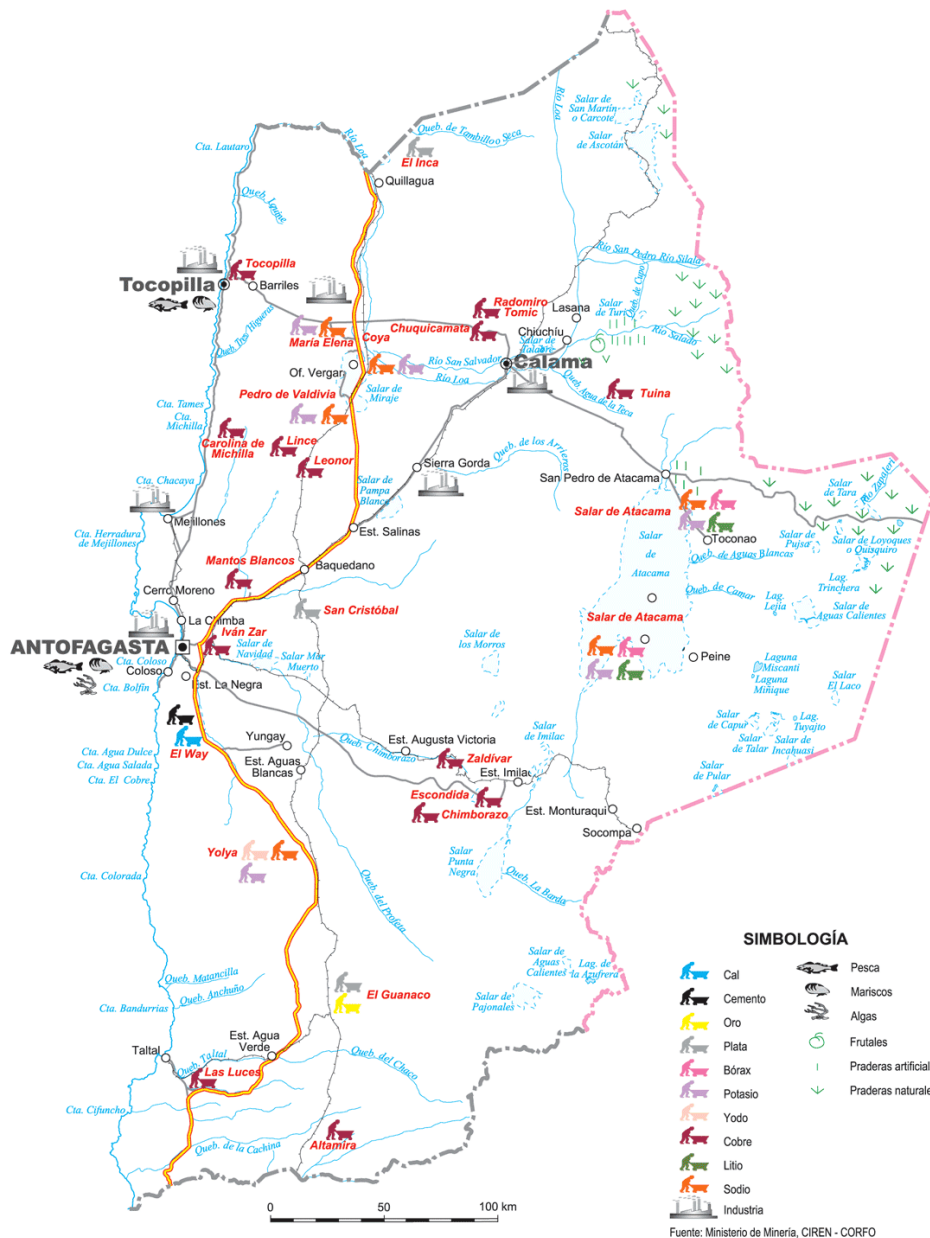 Salar de
San Martín
o Carcote
Salar
de Ascotán
Río Loa
Queb. de Tambillo o Seca
Río Loa
Cta. Lautaro
El Inca
Quillagua
Queb. Iquique
Río San Pedro
Río Silala
Queb. de Cupo
Tocopilla
Tocopilla
Barriles
Radomiro
Tomic
Lasana
Salar
de Turi
Chuquicamata
Chiuchíu
Río Salado
María Elena
Coya
Salar
de Talabre
Queb. Tres Higueras
Río San Salvador
Calama
Of. Vergar
Río Loa
Queb. Agua de la Teca
Tuina
Pedro de Valdivia
Salar de
Miraje
Cta. Tames
Cta.
Michilla
Carolina de
Michilla
Lince
Leonor
Queb. de los Arrieros
Sierra Gorda
San Pedro de Atacama
Cta. Chacaya
Salar de
Pampa
Blanca
Salar
de Tara
Río Zapaleri
Mejillones
Salar de Atacama
Est. Salinas
Toconao
Cta. Herradura
de Mejillones
Salar
de
Atacama
Queb. de Aguas Blancas
Salar de
Pujsa
Salar
de Loyoques
o Quisquiro
Mantos Blancos
Baquedano
Lag.
Trinchera
Queb. de Camar
Cerro Moreno
San Cristóbal
Lag.
Lejía
Salar de
Aguas Calientes
La Chimba
Salar de Atacama
Iván Zar
ANTOFAGASTA
Salar de
Navidad
Salar Mar
Muerto
Salar de
los Morros
Peine
Cta. Coloso
Coloso
Est. La Negra
Cta. Bolfín
Laguna
Miscanti
Laguna
Miñique
Salar
El Laco
El Way
Yungay
Queb. Chimborazo
Est. Augusta Victoria
Salar de
Imilac
Salar
de Capur
Lag.
Tuyajto
Salar
de Talar
Salar de
Incahuasi
Cta. Agua Dulce
Cta. Agua Salada
Cta. El Cobre
Est. Aguas
Blancas
Zaldívar
Est. Imilac
Salar
de Pular
Escondida
Chimborazo
Est. Monturaqui
Socompa
Yolya
Salar
Punta
Negra
Cta. Colorada
Queb. La Barda
Queb. del Profeta
Salar de
Aguas
Calientes
Lag. de
la Azufrera
Queb. Matancilla
Queb. Anchuño
Cta. Bandurrias
El Guanaco
Salar de
Pajonales
Est. Agua
Verde
Taltal
Queb. Taltal
Queb. del Chaco
Las Luces
Cta. Cifuncho
Altamira
Queb. de la Cachina
0 50 100 km
SIMBOLOGÍA
Cal
Cemento
Oro
Plata
Bórax
Potasio
Yodo
Cobre
Litio
Sodio
Industria
Pesca
Mariscos
Algas
Frutales
Praderas artificial
Praderas naturale
Fuente: Ministerio de Minería, CIREN - CORFO